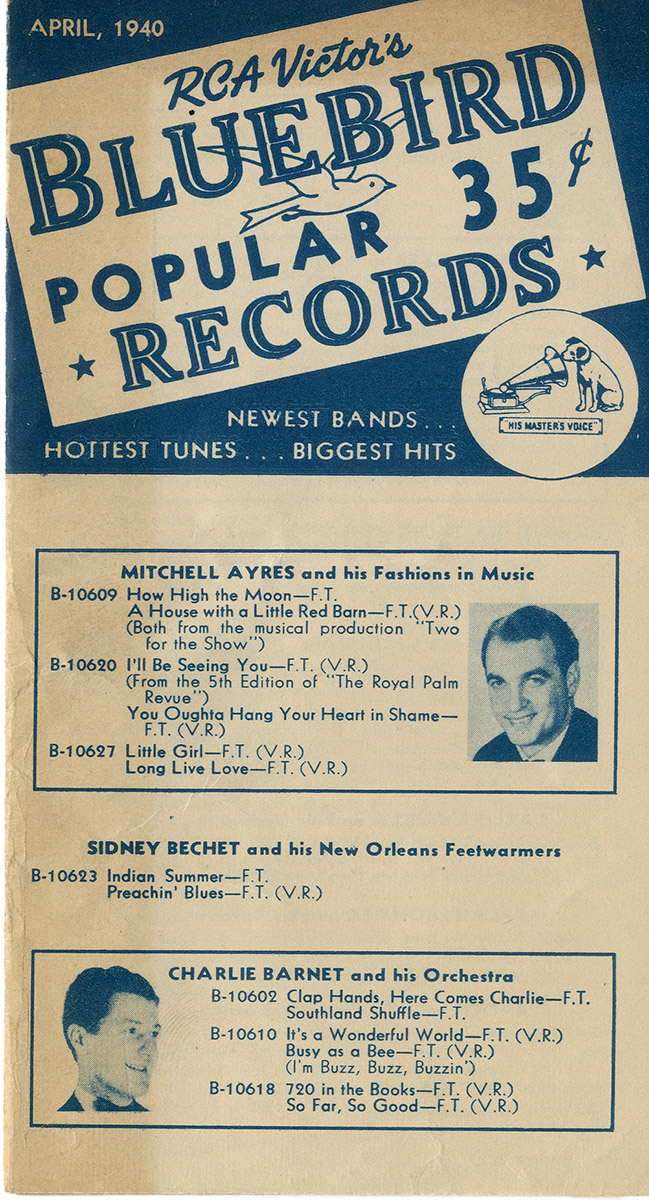 APRIL, 1940
RCA Victor's
BLUEBIRD
POPULAR 35¢
RECORDS
NEWEST BANDS...
HOTTEST TUNES...BIGGEST HITS
"HIS MASTER'S VOICE"
MITCHELL AYRES and his Fashions in Music
B-10609 How High the Moon—F.T.
A House with a Little Red Barn—F.T.(V.R.)
(Both from the musical production "Two
for the Show")
B-10620 I'll Be Seeing You—F.T. (V.R.)
(From the 5th Edition of "The Royal Palm
Revue")
You Oughta Hang Your Heart in Shame—
F.T. (V.R.)
B-10627 Little Girl—F.T. (V.R.)
Long Live Love—F.T. (V.R.)
SIDNEY BECHET and his New Orleans Feetwarmers
B-10623 Indian Summer—F.T.
Preachin' Blues—F.T. (V.R.)
CHARLIE BARNET and his Orchestra
B-10602 Clap Hands, Here Comes Charlie—F.T.
Southland Shuffle—F.T.
B-10610 It's a Wonderful World—F.T. (V.R.)
Busy as a Bee—F.T. (V.R.)
(I'm Buzz, Buzz, Buzzin')
B-10618 720 in the Books—F.T. (V.R.)
So Far, So Good—F.T. (V.R.)